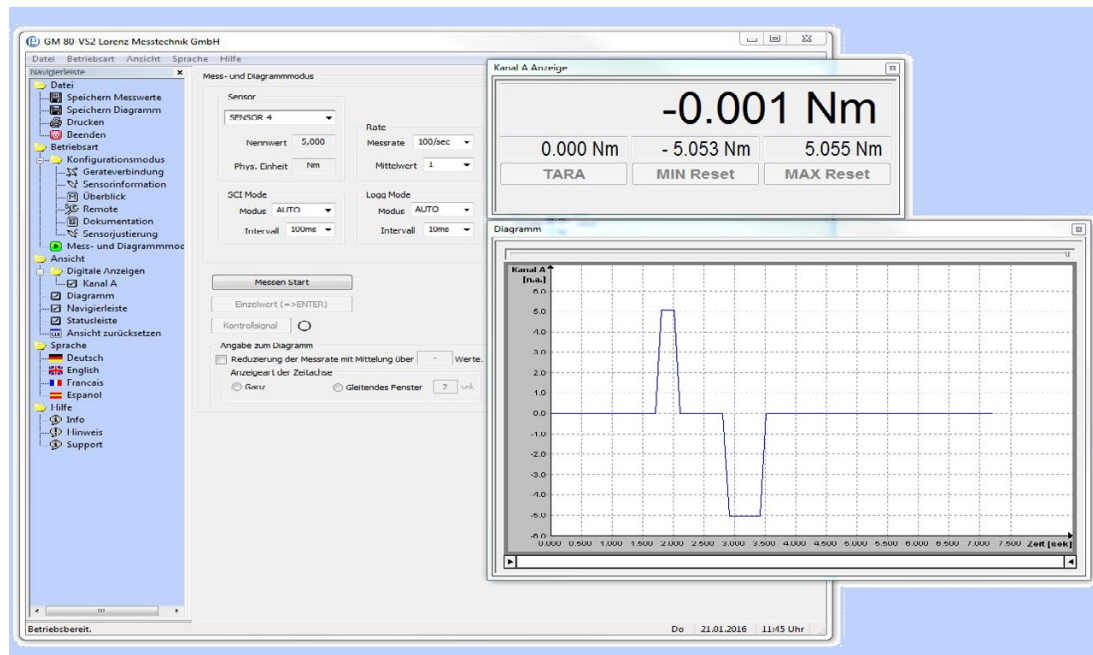 GM 80-VS2 Lorenz Messtechnik GmbH
Datei Betriebsart Ansicht Sprache Hilfe
Navigierleiste x
Datei
Speichern Messwerte
Speichern Diagramm
Drucken
Beenden
Betriebsart
Konfigurationsmodus
Geräteverbindung
Sensorinformation
Überblick
Remote
Dokumentation
Sensorjustierung
Mess- und Diagrammmoc
Ansicht
Digitale Anzeigen
Kanal A
Diagramm
Navigierleiste
Statusleiste
Ansicht zurücksetzen
Sprache
Deutsch
English
Francais
Espanol
Hilfe
Info
Hinweis
Support
Mess- und Diagrammmodus
Sensor
SENSOR 4
Nennwert 5,000
Phys. Einheit Nm
Rate
Messrate 100/sec
Mittelwert 1
SCI Mode
Modus AUTO
Intervall 100ms
Logg Mode
Modus AUTO
Intervall 10ms
Messen Start
Einzelwert (=>ENTER)
Kontrollsignal
Angabe zum Diagramm
Reduzierung der Messrate mit Mittelung über - Werte.
Anzeigeart der Zeitachse
Ganz
Gleitendes Fenster 2 sek
Kanal A Anzeige
-0.001 Nm
0.000 Nm - 5.053 Nm 5.055 Nm
TARA MIN Reset MAX Reset
Diagramm
Kanal A
[n.a.]
6.0
5.0
4.0
3.0
2.0
1.0
0.0
-1.0
-2.0
-3.0
-4.0
-5.0
-6.0
0.000 0.500 1.000 1.500 2.000 2.500 3.000 3.500 4.000 4.500 5.000 5.500 6.000 6.500 7.000 7.500 Zeit [sek]
Betriebsbereit. Do 21.01.2016 11:45 Uhr